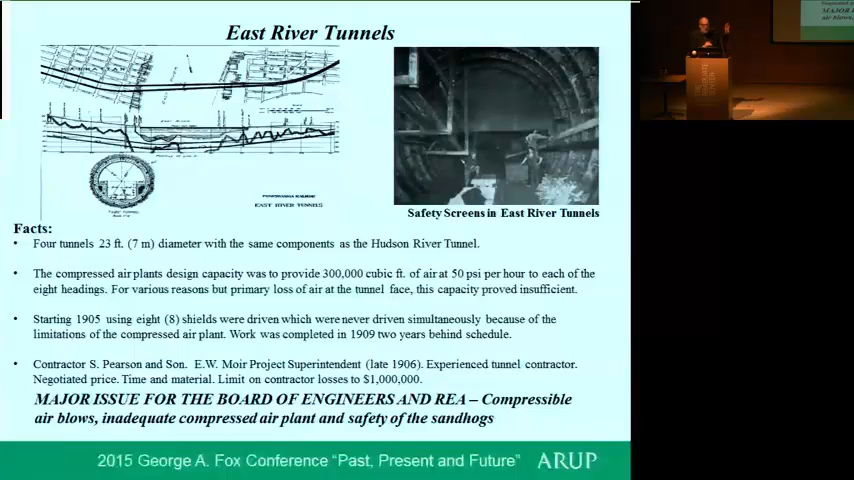 East River Tunnels
PENNSYLVANIA RAILROAD
EAST RIVER TUNNELS
Safety Screens in East River Tunnels
Facts:
• Four tunnels 23 ft. (7 m) diameter with the same components as the Hudson River Tunnel.
• The compressed air plants design capacity was to provide 300,000 cubic ft. of air at 50 psi per hour to each of the
eight headings. For various reasons but primary loss of air at the tunnel face, this capacity proved insufficient.
• Starting 1905 using eight (8) shields were driven which were never driven simultaneously because of the
limitations of the compressed air plant. Work was completed in 1909 two years behind schedule.
• Contractor S. Pearson and Son. E.W. Moir Project Superintendent (late 1906). Experienced tunnel contractor.
Negotiated price. Time and material. Limit on contractor losses to $1,000,000.
MAJOR ISSUE FOR THE BOARD OF ENGINEERS AND REA – Compressible
air blows, inadequate compressed air plant and safety of the sandhogs
2015 George A. Fox Conference "Past, Present and Future"
ARUP
MAJOR I
air blows,
THE
GRADUATE
CENTER